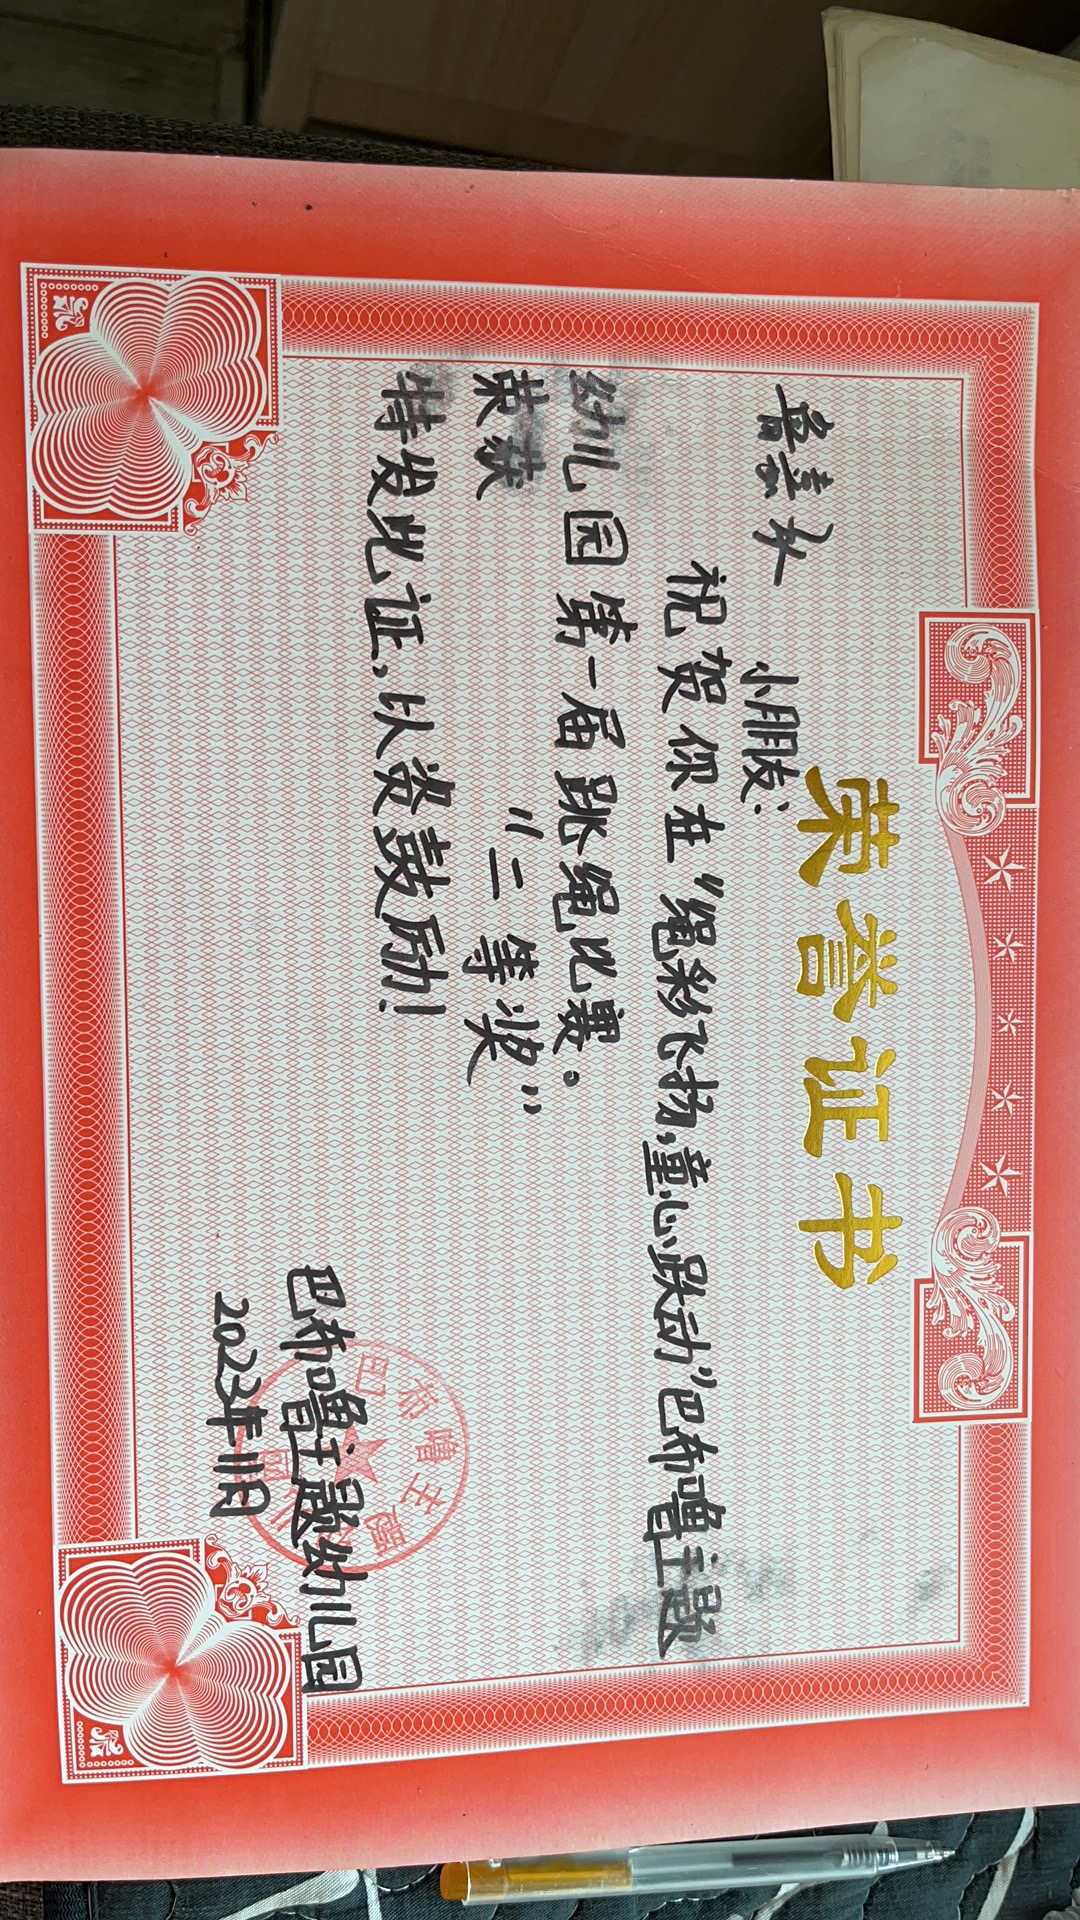 荣誉证书
鲁嘉禾 小朋友:
祝贺你在“绳彩飞扬,童心跃动”巴布噜主题
幼儿园第一届跳绳比赛。
荣获
“二等奖”
特发此证,以资鼓励!
巴布噜主题幼儿园
2023年11月